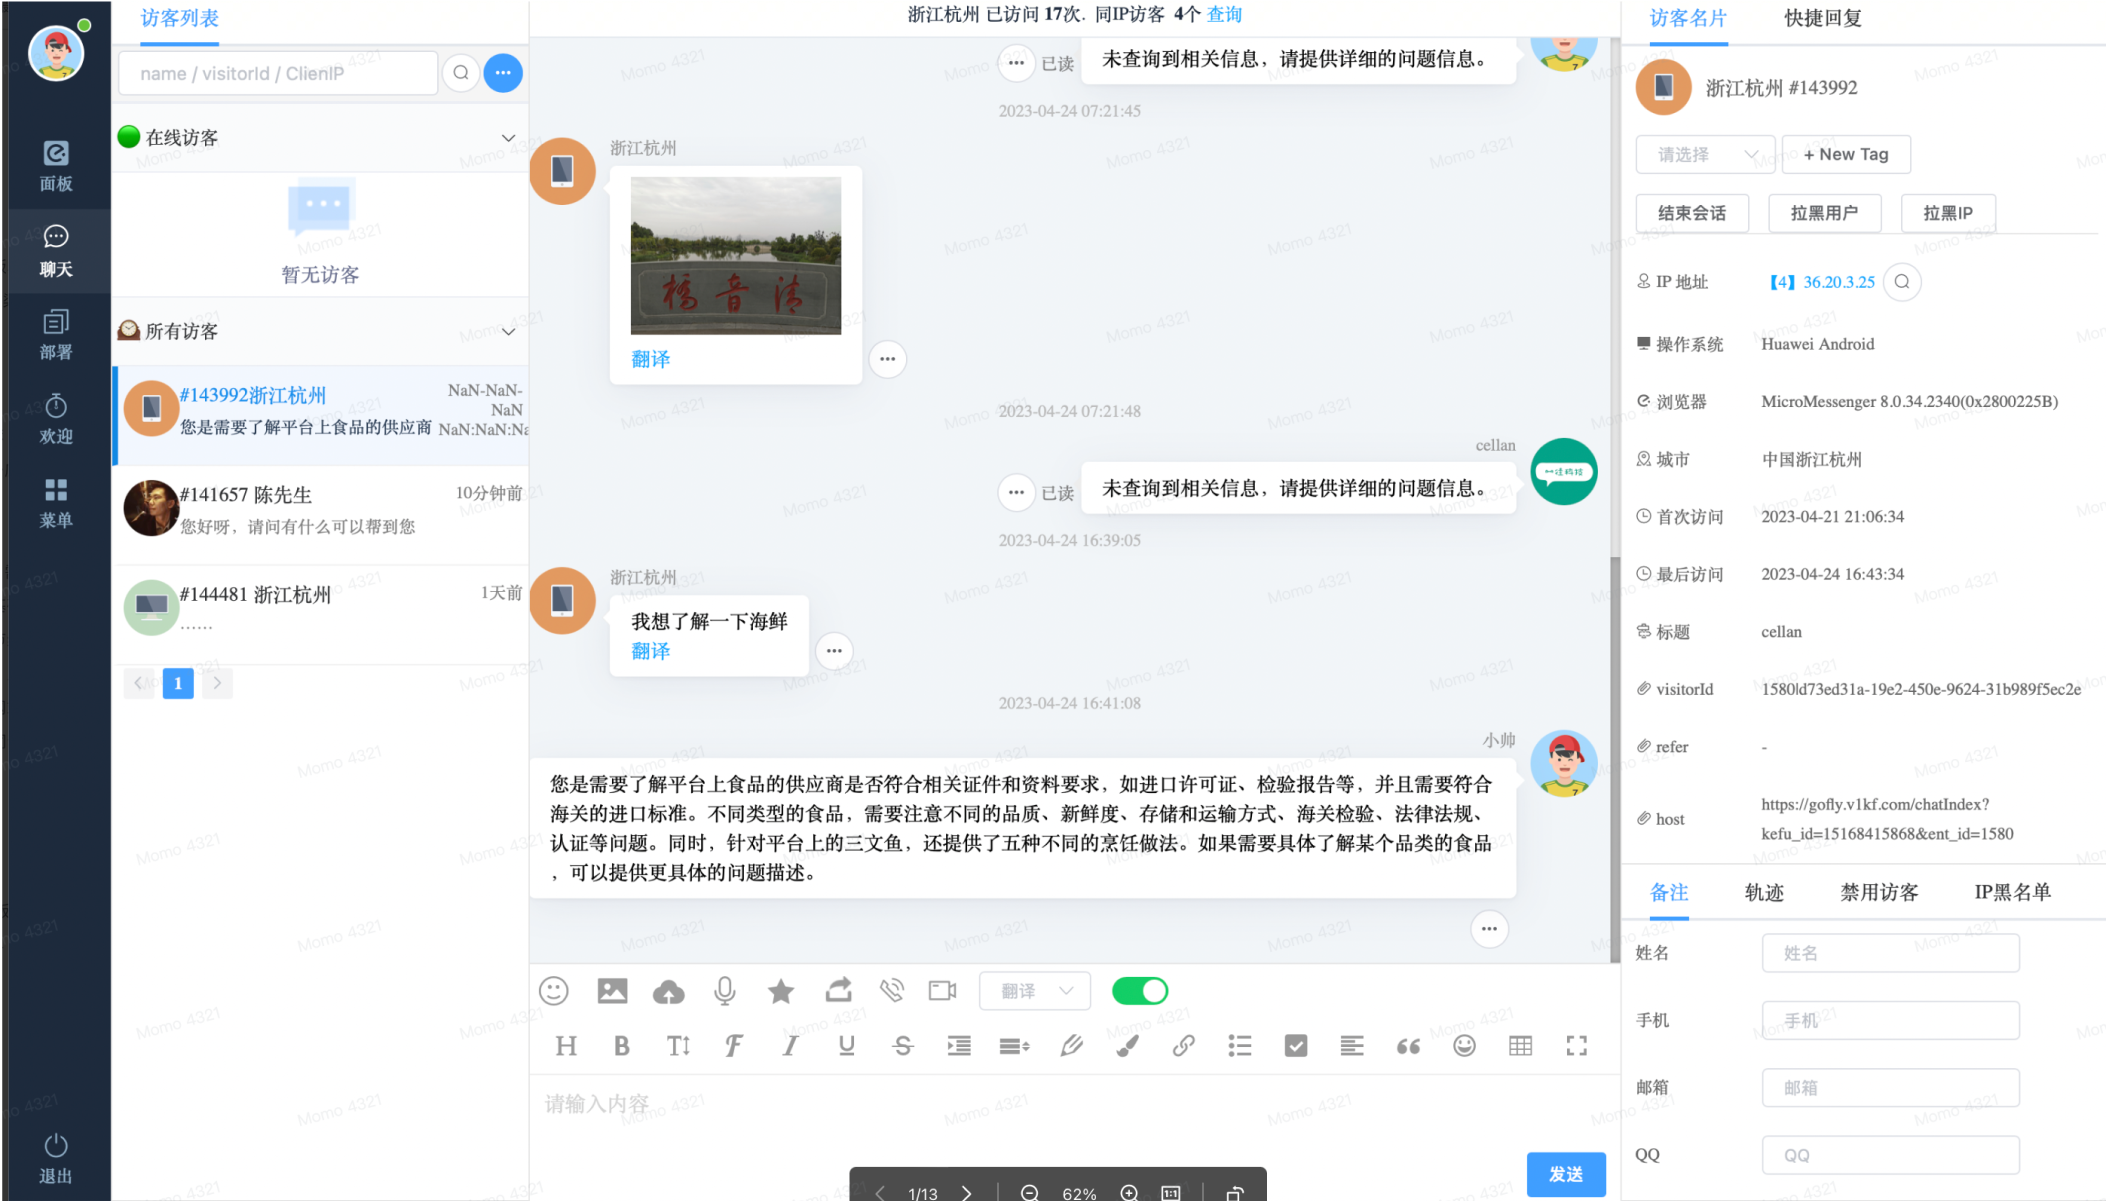 访客列表
name / visitorId / ClienIP
在线访客
暂无访客
所有访客
#143992浙江杭州
NaN-NaN-
NaN
您是需要了解平台上食品的供应商
NaN:NaN:Na
#141657 陈先生
10分钟前
您好呀，请问有什么可以帮到您
#144481 浙江杭州
1天前
……
1
面板
聊天
部署
欢迎
菜单
退出
浙江杭州 已访问 17次. 同IP访客 4个 查询
已读
未查询到相关信息，请提供详细的问题信息。
2023-04-24 07:21:45
浙江杭州
清音橋
翻译
2023-04-24 07:21:48
cellan
已读
未查询到相关信息，请提供详细的问题信息。
2023-04-24 16:39:05
浙江杭州
我想了解一下海鲜
翻译
2023-04-24 16:41:08
小帅
您是需要了解平台上食品的供应商是否符合相关证件和资料要求，如进口许可证、检验报告等，并且需要符合
海关的进口标准。不同类型的食品，需要注意不同的品质、新鲜度、存储和运输方式、海关检验、法律法规、
认证等问题。同时，针对平台上的三文鱼，还提供了五种不同的烹饪做法。如果需要具体了解某个品类的食品
，可以提供更具体的问题描述。
翻译
请输入内容
发送
1/13
62%
1:1
访客名片
快捷回复
浙江杭州 #143992
请选择
+ New Tag
结束会话
拉黑用户
拉黑IP
IP 地址
【4】36.20.3.25
操作系统
Huawei Android
浏览器
MicroMessenger 8.0.34.2340(0x2800225B)
城市
中国浙江杭州
首次访问
2023-04-21 21:06:34
最后访问
2023-04-24 16:43:34
标题
cellan
visitorId
1580|d73ed31a-19e2-450e-9624-31b989f5ec2e
refer
-
host
https://gofly.v1kf.com/chatIndex?
kefu_id=15168415868&ent_id=1580
备注
轨迹
禁用访客
IP黑名单
姓名
姓名
手机
手机
邮箱
邮箱
QQ
QQ
Momo 4321